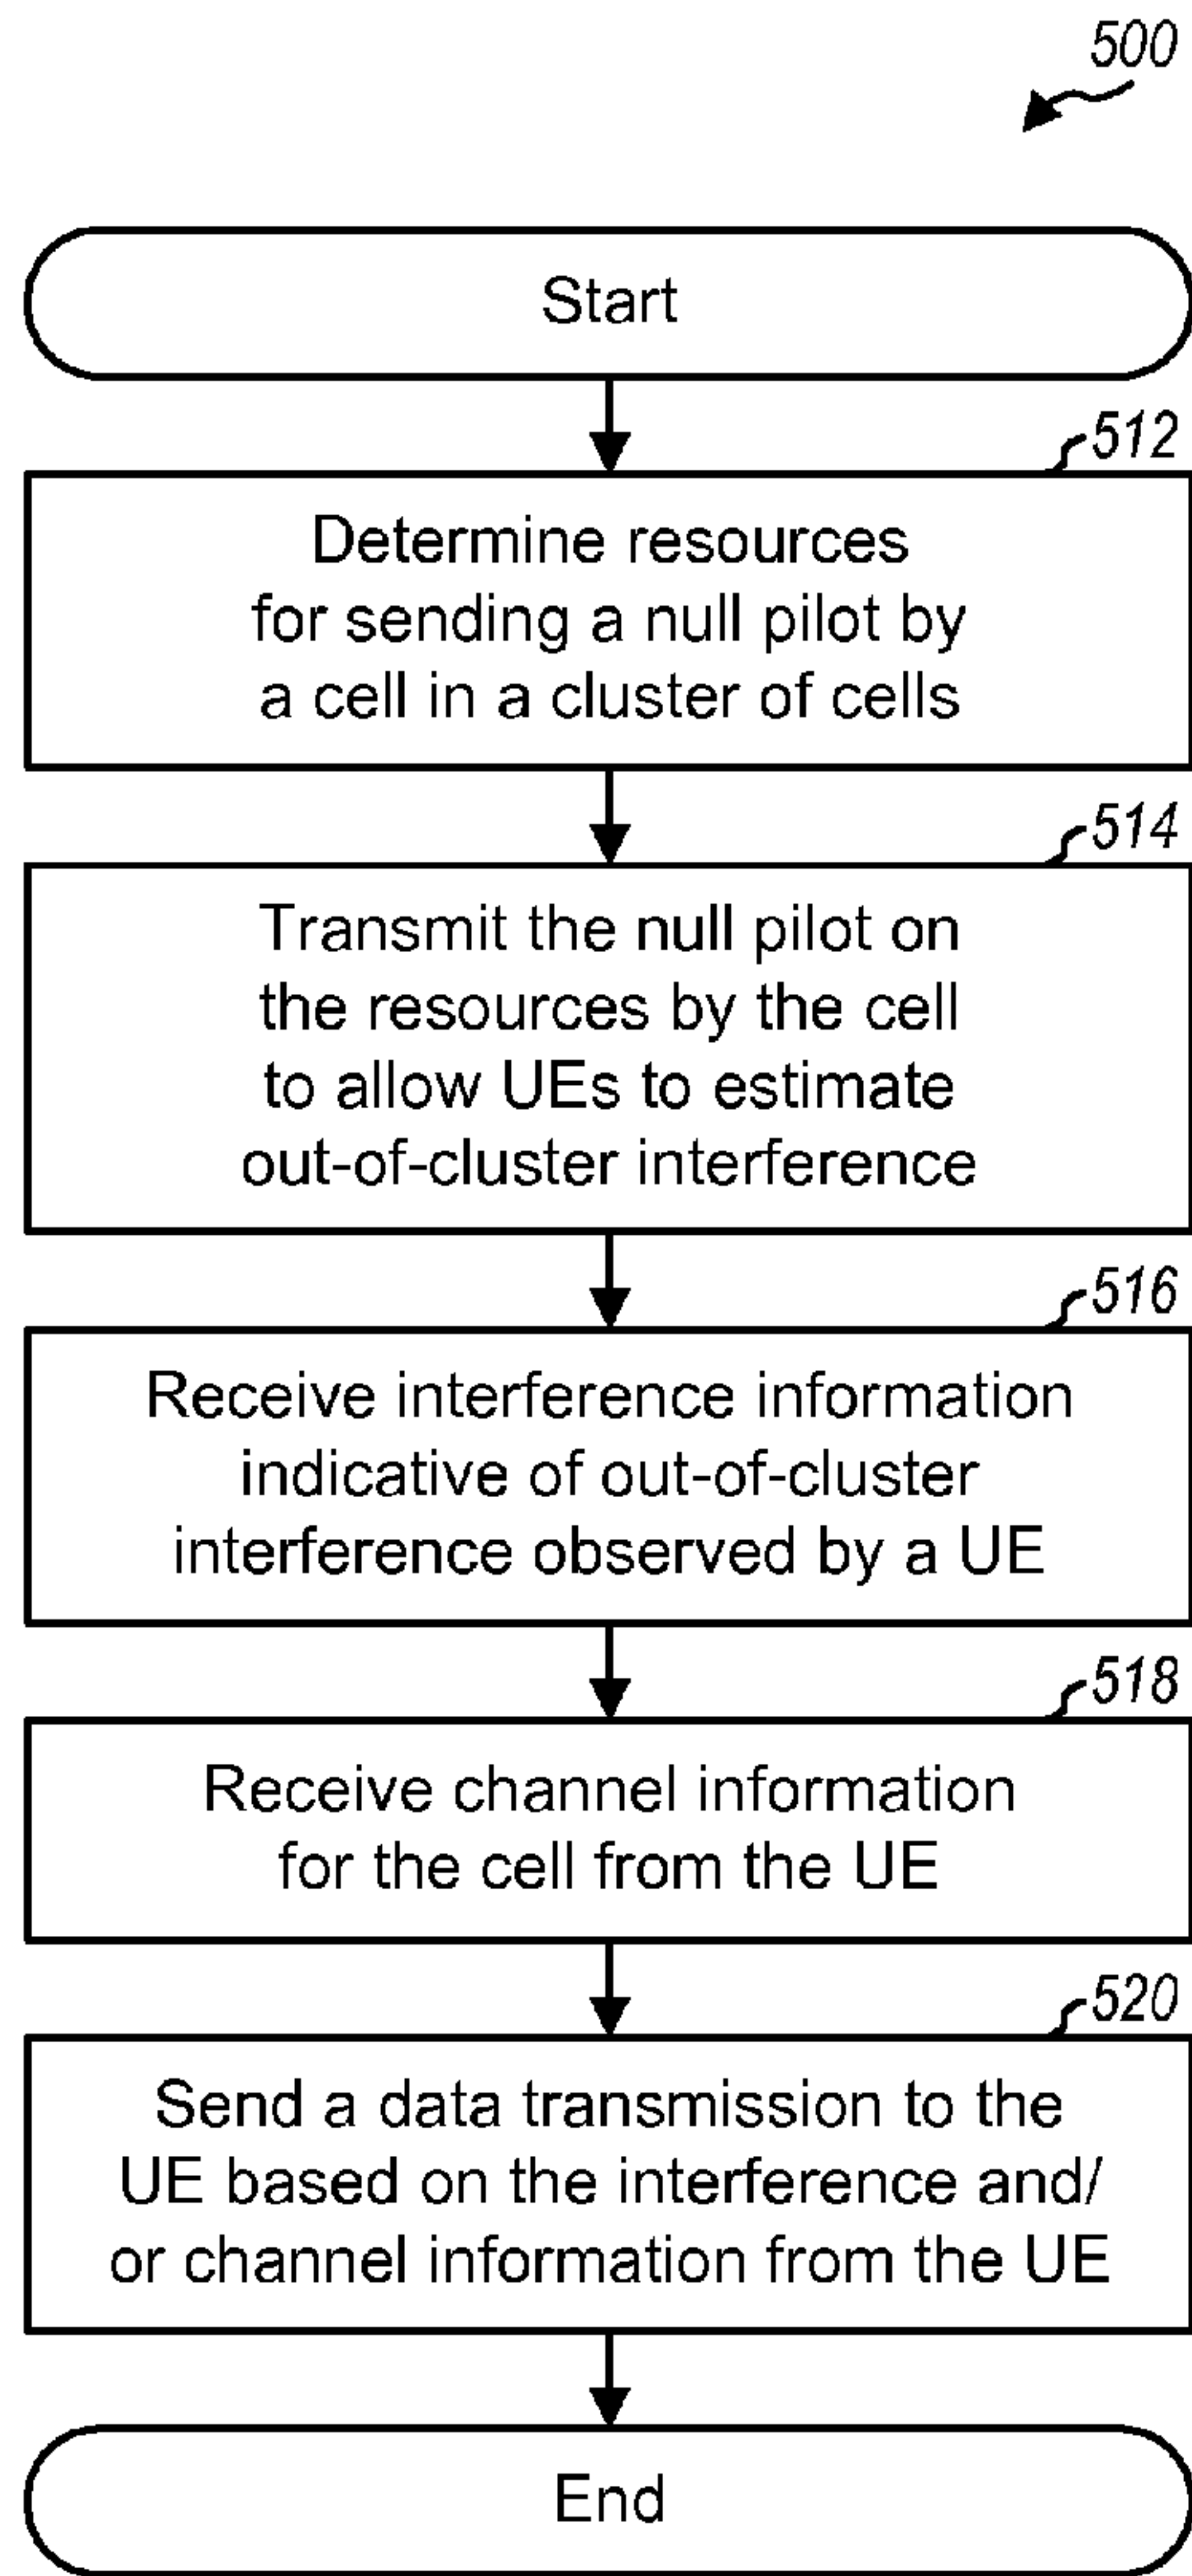 500
Start
512
Determine resources
for sending a null pilot by
a cell in a cluster of cells
514
Transmit the null pilot on
the resources by the cell
to allow UEs to estimate
out-of-cluster interference
516
Receive interference information
indicative of out-of-cluster
interference observed by a UE
518
Receive channel information
for the cell from the UE
520
Send a data transmission to the
UE based on the interference and/
or channel information from the UE
End